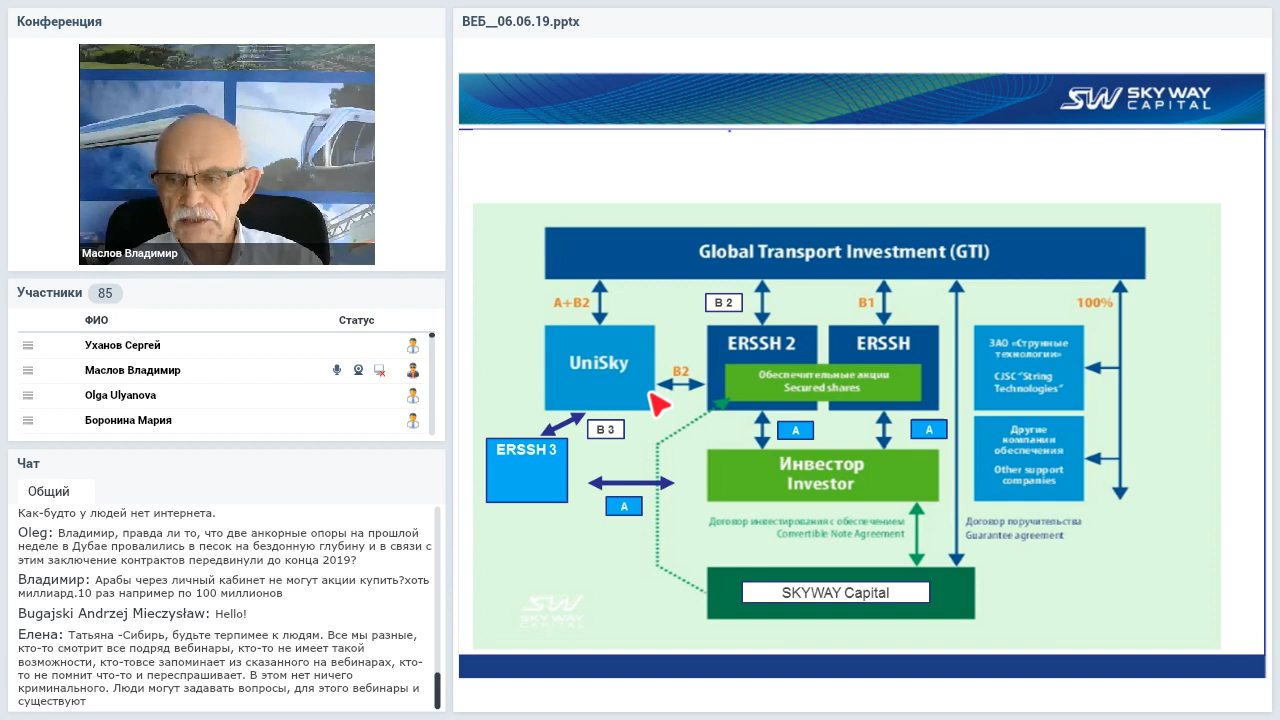 Конференция
Маслов Владимир
Участники 85
ФИО Статус
Уханов Сергей
Маслов Владимир
Olga Ulyanova
Боронина Мария
Чат
Общий
Как-будто у людей нет интернета.
Oleg: Владимир, правда ли то, что две анкорные опоры на прошлой
неделе в Дубае провалились в песок на бездонную глубину и в связи с
этим заключение контрактов передвинули до конца 2019?
Владимир: Арабы через личный кабинет не могут акции купить?хоть
миллиард.10 раз например по 100 миллионов
Bugajski Andrzej Mieczysław: Hello!
Елена: Татьяна -Сибирь, будьте терпимее к людям. Все мы разные,
кто-то смотрит все подряд вебинары, кто-то не имеет такой
возможности, кто-товсе запоминает из сказанного на вебинарах, кто-
то не помнит что-то и переспрашивает. В этом нет ничего
криминального. Люди могут задавать вопросы, для этого вебинары и
существуют
ВЕБ__06.06.19.pptx
SW SKY WAY
CAPITAL
Global Transport Investment (GTI)
A+B2
B 2
B1
100%
UniSky
B2
ERSSH 2
ERSSH
Обеспечительные акции
Secured shares
ЗАО «Струнные
технологии»
CJSC "String
Technologies"
B 3
A
A
ERSSH 3
A
Инвестор
Investor
Другие
компании
обеспечения
Other support
companies
Договор инвестирования с обеспечением
Convertible Note Agreement
Договор поручительства
Guarantee agreement
SKYWAY Capital
SW
SKY WAY
CAPITAL